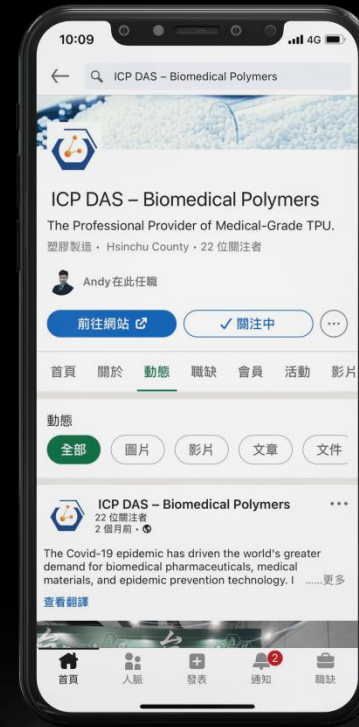 10:09
4G
ICP DAS – Biomedical Polymers
ICP DAS – Biomedical Polymers
The Professional Provider of Medical-Grade TPU.
塑膠製造・Hsinchu County・22 位關注者
Andy在此任職
前往網站
✓ 關注中
首頁 關於 動態 職缺 會員 活動 影片
動態
全部 圖片 影片 文章 文件
ICP DAS – Biomedical Polymers
22 位關注者
2 個月前・
The Covid-19 epidemic has driven the world's greater
demand for biomedical pharmaceuticals, medical
materials, and epidemic prevention technology. I ......更多
查看翻譯
2
首頁 人脈 發表 通知 職缺